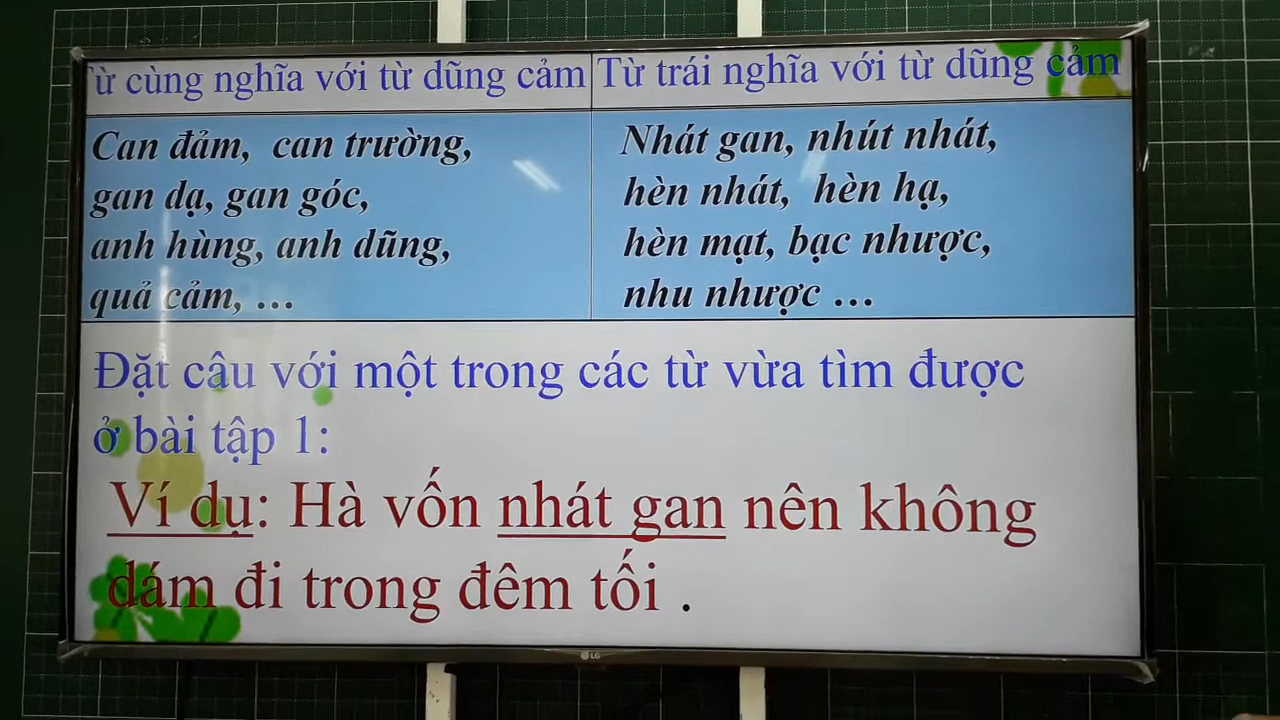 Từ cùng nghĩa với từ dũng cảm
Từ trái nghĩa với từ dũng cảm
Can đảm, can trường,
gan dạ, gan góc,
anh hùng, anh dũng,
quả cảm, ...
Nhát gan, nhút nhát,
hèn nhát, hèn hạ,
hèn mạt, bạc nhược,
nhu nhược ...
Đặt câu với một trong các từ vừa tìm được
ở bài tập 1:
Ví dụ: Hà vốn nhát gan nên không
dám đi trong đêm tối .
LG